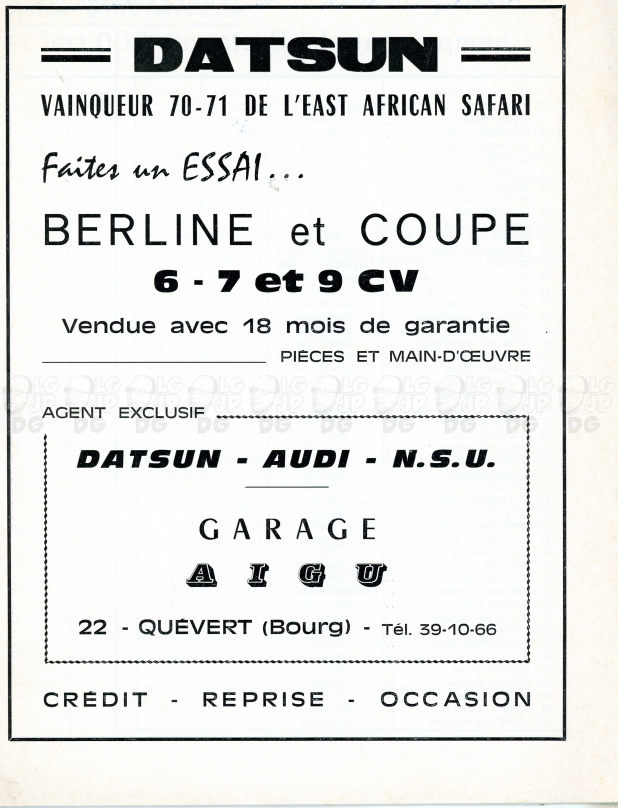 DATSUN
VAINQUEUR 70-71 DE L'EAST AFRICAN SAFARI
Faites un ESSAI...
BERLINE et COUPE
6 - 7 et 9 CV
Vendue avec 18 mois de garantie
PIÈCES ET MAIN-D'ŒUVRE
AGENT EXCLUSIF
DATSUN - AUDI - N.S.U.
GARAGE
AIGU
22 - QUÉVERT (Bourg) - Tél. 39-10-66
CRÉDIT - REPRISE - OCCASION